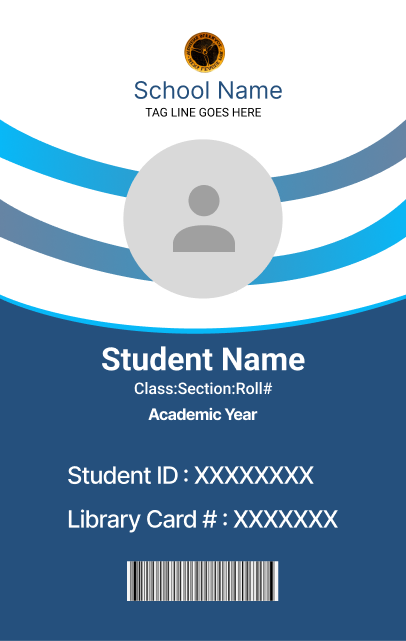 School Name
TAG LINE GOES HERE
Student Name
Class:Section:Roll#
Academic Year
Student ID : XXXXXXXX
Library Card # : XXXXXXX